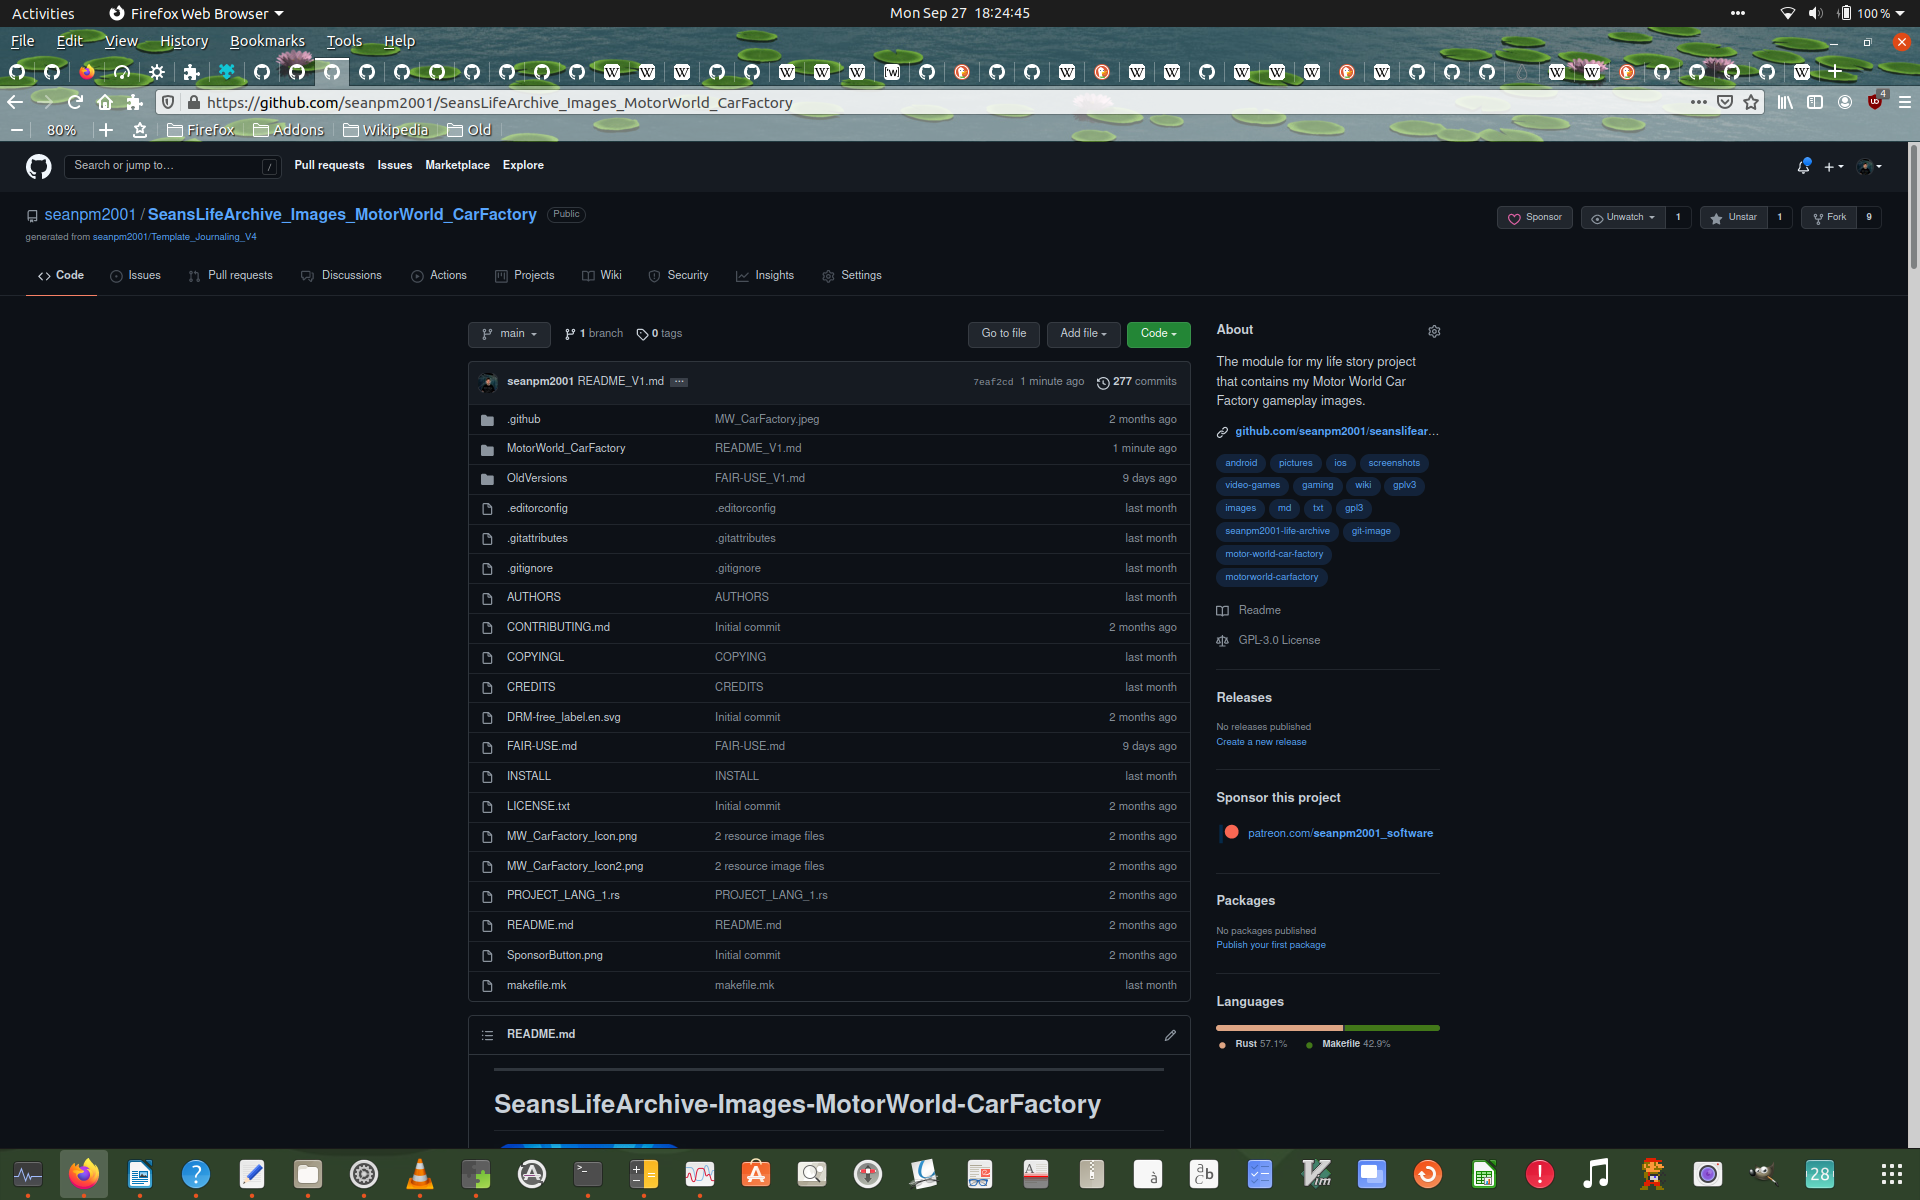 Activities Firefox Web Browser Mon Sep 27 18:24:45 100 %
File Edit View History Bookmarks Tools Help
https://github.com/seanpm2001/SeansLifeArchive_Images_MotorWorld_CarFactory 4
80% Firefox Addons Wikipedia Old
Search or jump to... / Pull requests Issues Marketplace Explore
seanpm2001 / SeansLifeArchive_Images_MotorWorld_CarFactory Public
Sponsor Unwatch 1 Unstar 1 Fork 9
generated from seanpm2001/Template_Journaling_V4
Code Issues Pull requests Discussions Actions Projects Wiki Security Insights Settings
main 1 branch 0 tags Go to file Add file Code
seanpm2001 README_V1.md ... 7eaf2cd 1 minute ago 277 commits
.github MW_CarFactory.jpeg 2 months ago
MotorWorld_CarFactory README_V1.md 1 minute ago
OldVersions FAIR-USE_V1.md 9 days ago
.editorconfig .editorconfig last month
.gitattributes .gitattributes last month
.gitignore .gitignore last month
AUTHORS AUTHORS last month
CONTRIBUTING.md Initial commit 2 months ago
COPYINGL COPYING last month
CREDITS CREDITS last month
DRM-free_label.en.svg Initial commit 2 months ago
FAIR-USE.md FAIR-USE.md 9 days ago
INSTALL INSTALL last month
LICENSE.txt Initial commit 2 months ago
MW_CarFactory_Icon.png 2 resource image files 2 months ago
MW_CarFactory_Icon2.png 2 resource image files 2 months ago
PROJECT_LANG_1.rs PROJECT_LANG_1.rs 2 months ago
README.md README.md 2 months ago
SponsorButton.png Initial commit 2 months ago
makefile.mk makefile.mk last month
README.md
SeansLifeArchive-Images-MotorWorld-CarFactory
About
The module for my life story project
that contains my Motor World Car
Factory gameplay images.
github.com/seanpm2001/seanslifear...
android pictures ios screenshots
video-games gaming wiki gplv3
images md txt gpl3
seanpm2001-life-archive git-image
motor-world-car-factory
motorworld-carfactory
Readme
GPL-3.0 License
Releases
No releases published
Create a new release
Sponsor this project
patreon.com/seanpm2001_software
Packages
No packages published
Publish your first package
Languages
Rust 57.1% Makefile 42.9%
28